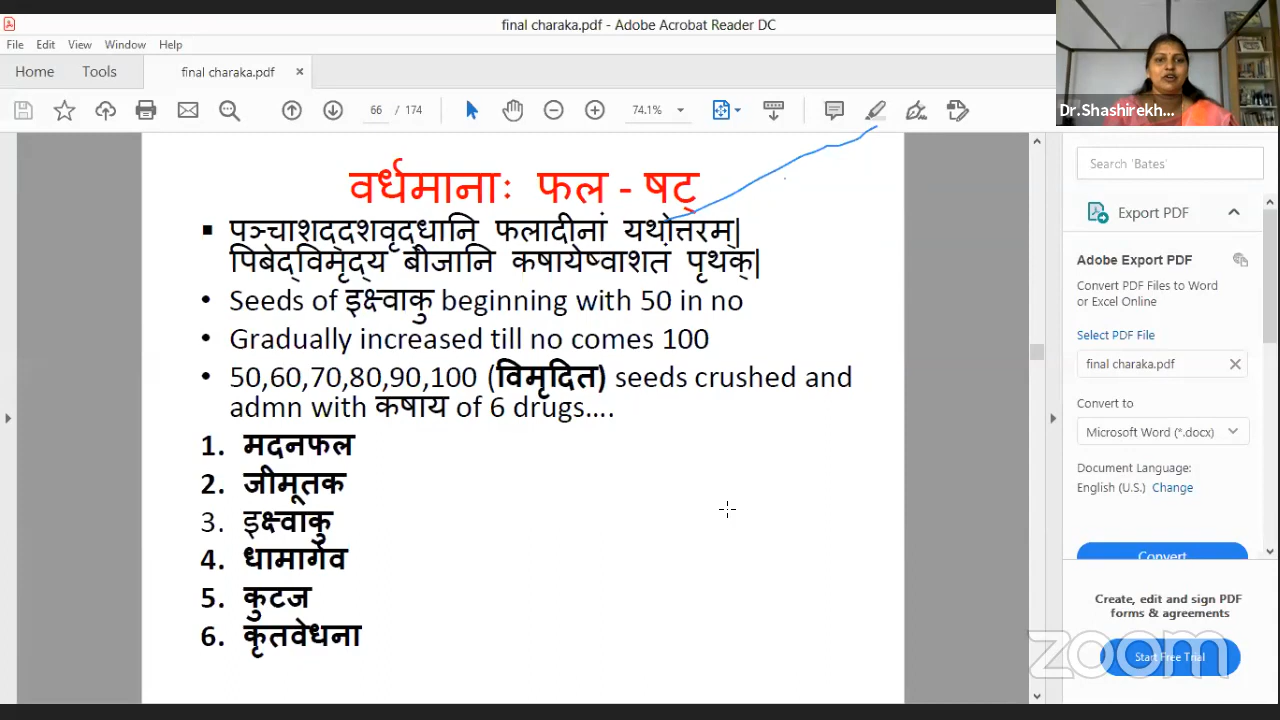 final charaka.pdf - Adobe Acrobat Reader DC
File Edit View Window Help
Home Tools final charaka.pdf ×
66 / 174 74.1%
Dr.Shashirekh...
वर्धमानाः फल - षट्
▪ पञ्चाशद्दशवृद्धानि फलादीनां यथोत्तरम्|
पिबेद्विमृद्य बीजानि कषायेष्वाशतं पृथक्|
• Seeds of इक्ष्वाकु beginning with 50 in no
• Gradually increased till no comes 100
• 50,60,70,80,90,100 (विमृदित) seeds crushed and
admn with कषाय of 6 drugs....
1. मदनफल
2. जीमूतक
3. इक्ष्वाकु
4. धामार्गव
5. कुटज
6. कृतवेधना
Search 'Bates'
Export PDF
Adobe Export PDF
Convert PDF Files to Word
or Excel Online
Select PDF File
final charaka.pdf
Convert to
Microsoft Word (*.docx)
Document Language:
English (U.S.) Change
Convert
Create, edit and sign PDF
forms & agreements
Start Free Trial
zoom